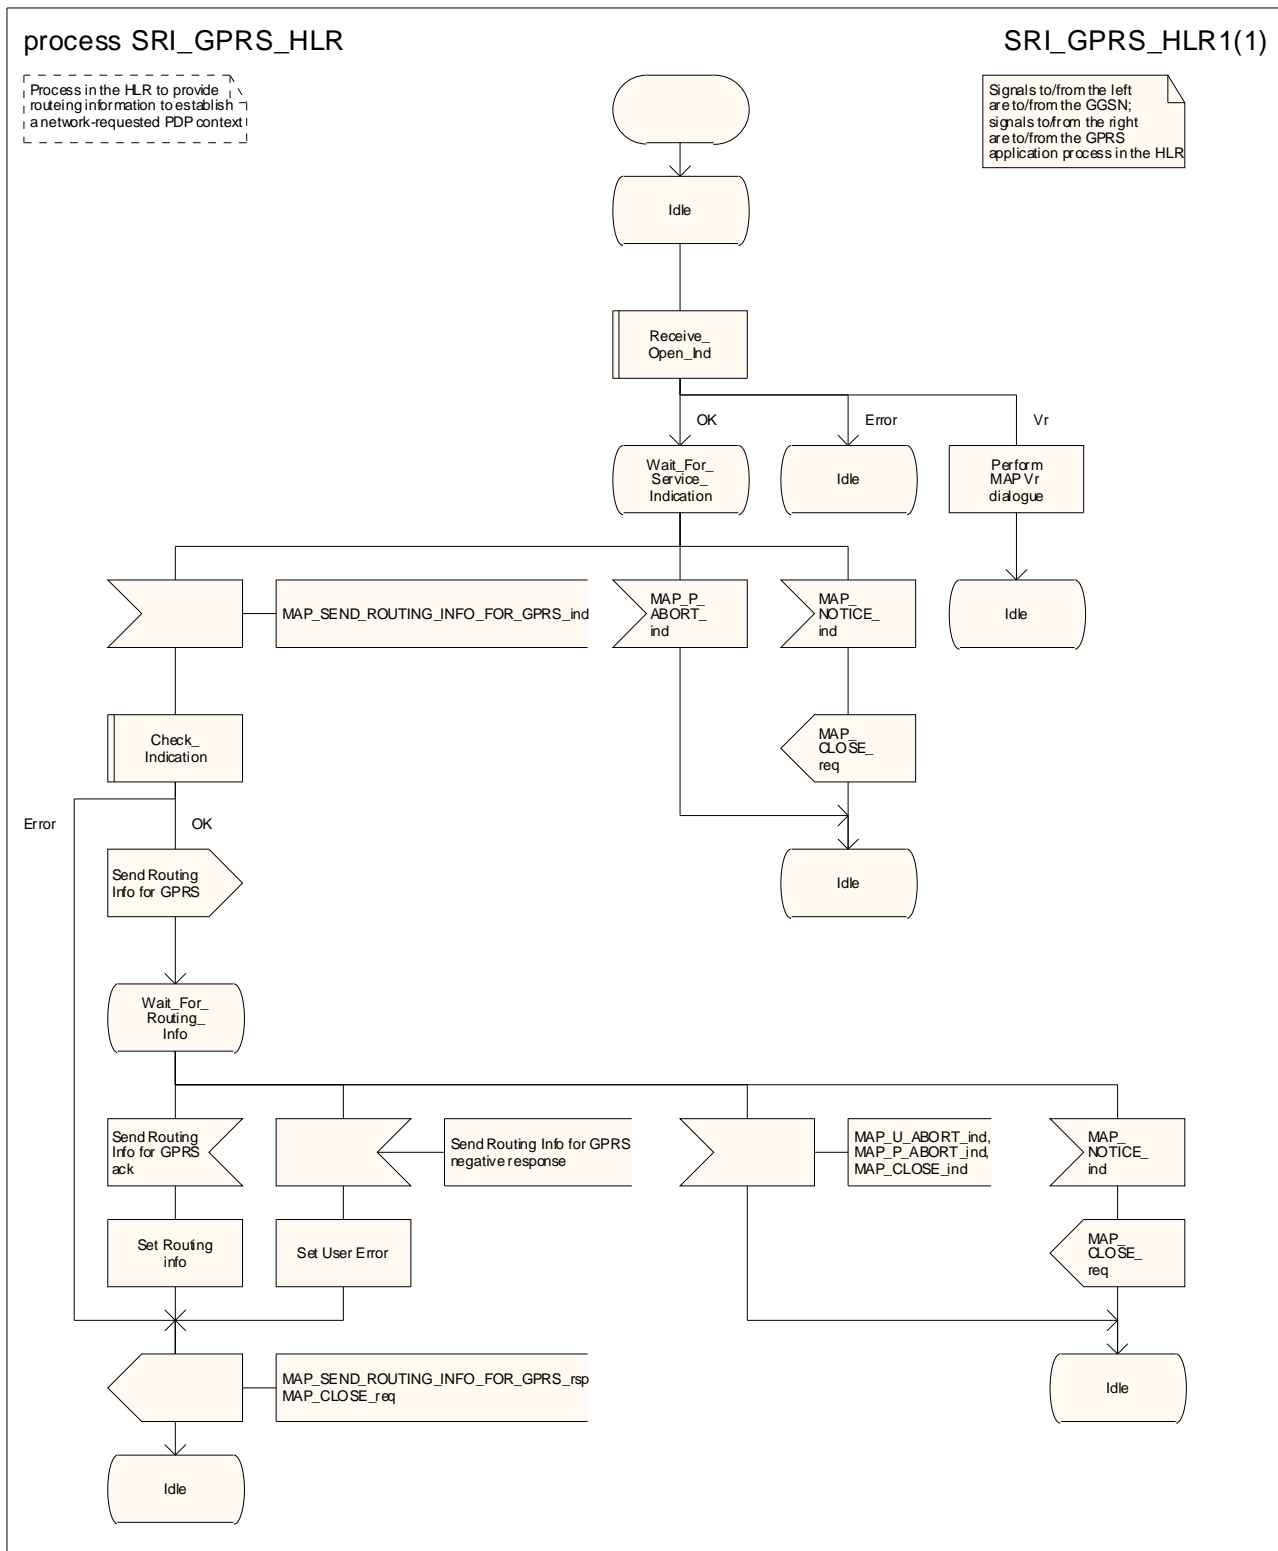 process SRI_GPRS_HLR
SRI_GPRS_HLR1(1)
Process in the HLR to provide
routeing information to establish
a network-requested PDP context
Signals to/from the left
are to/from the GGSN;
signals to/from the right
are to/from the GPRS
application process in the HLR
Idle
Receive_
Open_Ind
OK
Error
Vr
Wait_For_
Service_
Indication
Idle
Perform
MAP Vr
dialogue
MAP_SEND_ROUTING_INFO_FOR_GPRS_ind
MAP_P_
ABORT_
ind
MAP_
NOTICE_
ind
Idle
Check_
Indication
MAP_
CLOSE_
req
Error
OK
Send Routing
Info for GPRS
Idle
Wait_For_
Routing_
Info
Send Routing
Info for GPRS
ack
Send Routing Info for GPRS
negative response
MAP_U_ABORT_ind,
MAP_P_ABORT_ind,
MAP_CLOSE_ind
MAP_
NOTICE_
ind
Set Routing
info
Set User Error
MAP_
CLOSE_
req
MAP_SEND_ROUTING_INFO_FOR_GPRS_rsp
MAP_CLOSE_req
Idle
Idle